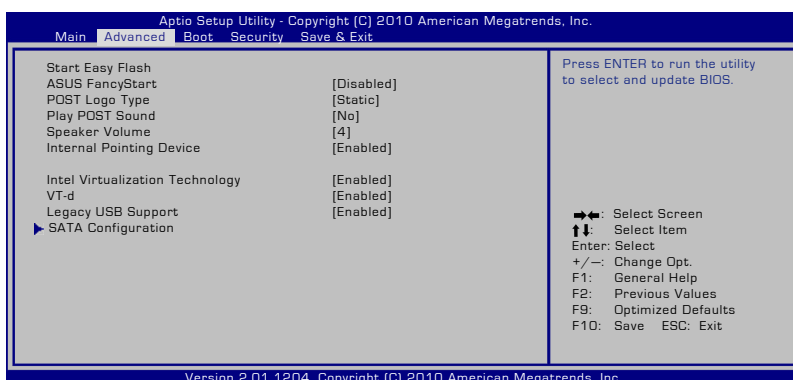 Aptio Setup Utility - Copyright (C) 2010 American Megatrends, Inc.
Main Advanced Boot Security Save & Exit
Start Easy Flash
ASUS FancyStart [Disabled]
POST Logo Type [Static]
Play POST Sound [No]
Speaker Volume [4]
Internal Pointing Device [Enabled]
Intel Virtualization Technology [Enabled]
VT-d [Enabled]
Legacy USB Support [Enabled]
SATA Configuration
Press ENTER to run the utility
to select and update BIOS.
→←: Select Screen
↑↓: Select Item
Enter: Select
+/—: Change Opt.
F1: General Help
F2: Previous Values
F9: Optimized Defaults
F10: Save ESC: Exit
Version 2.01.1204. Copyright (C) 2010 American Megatrends, Inc.